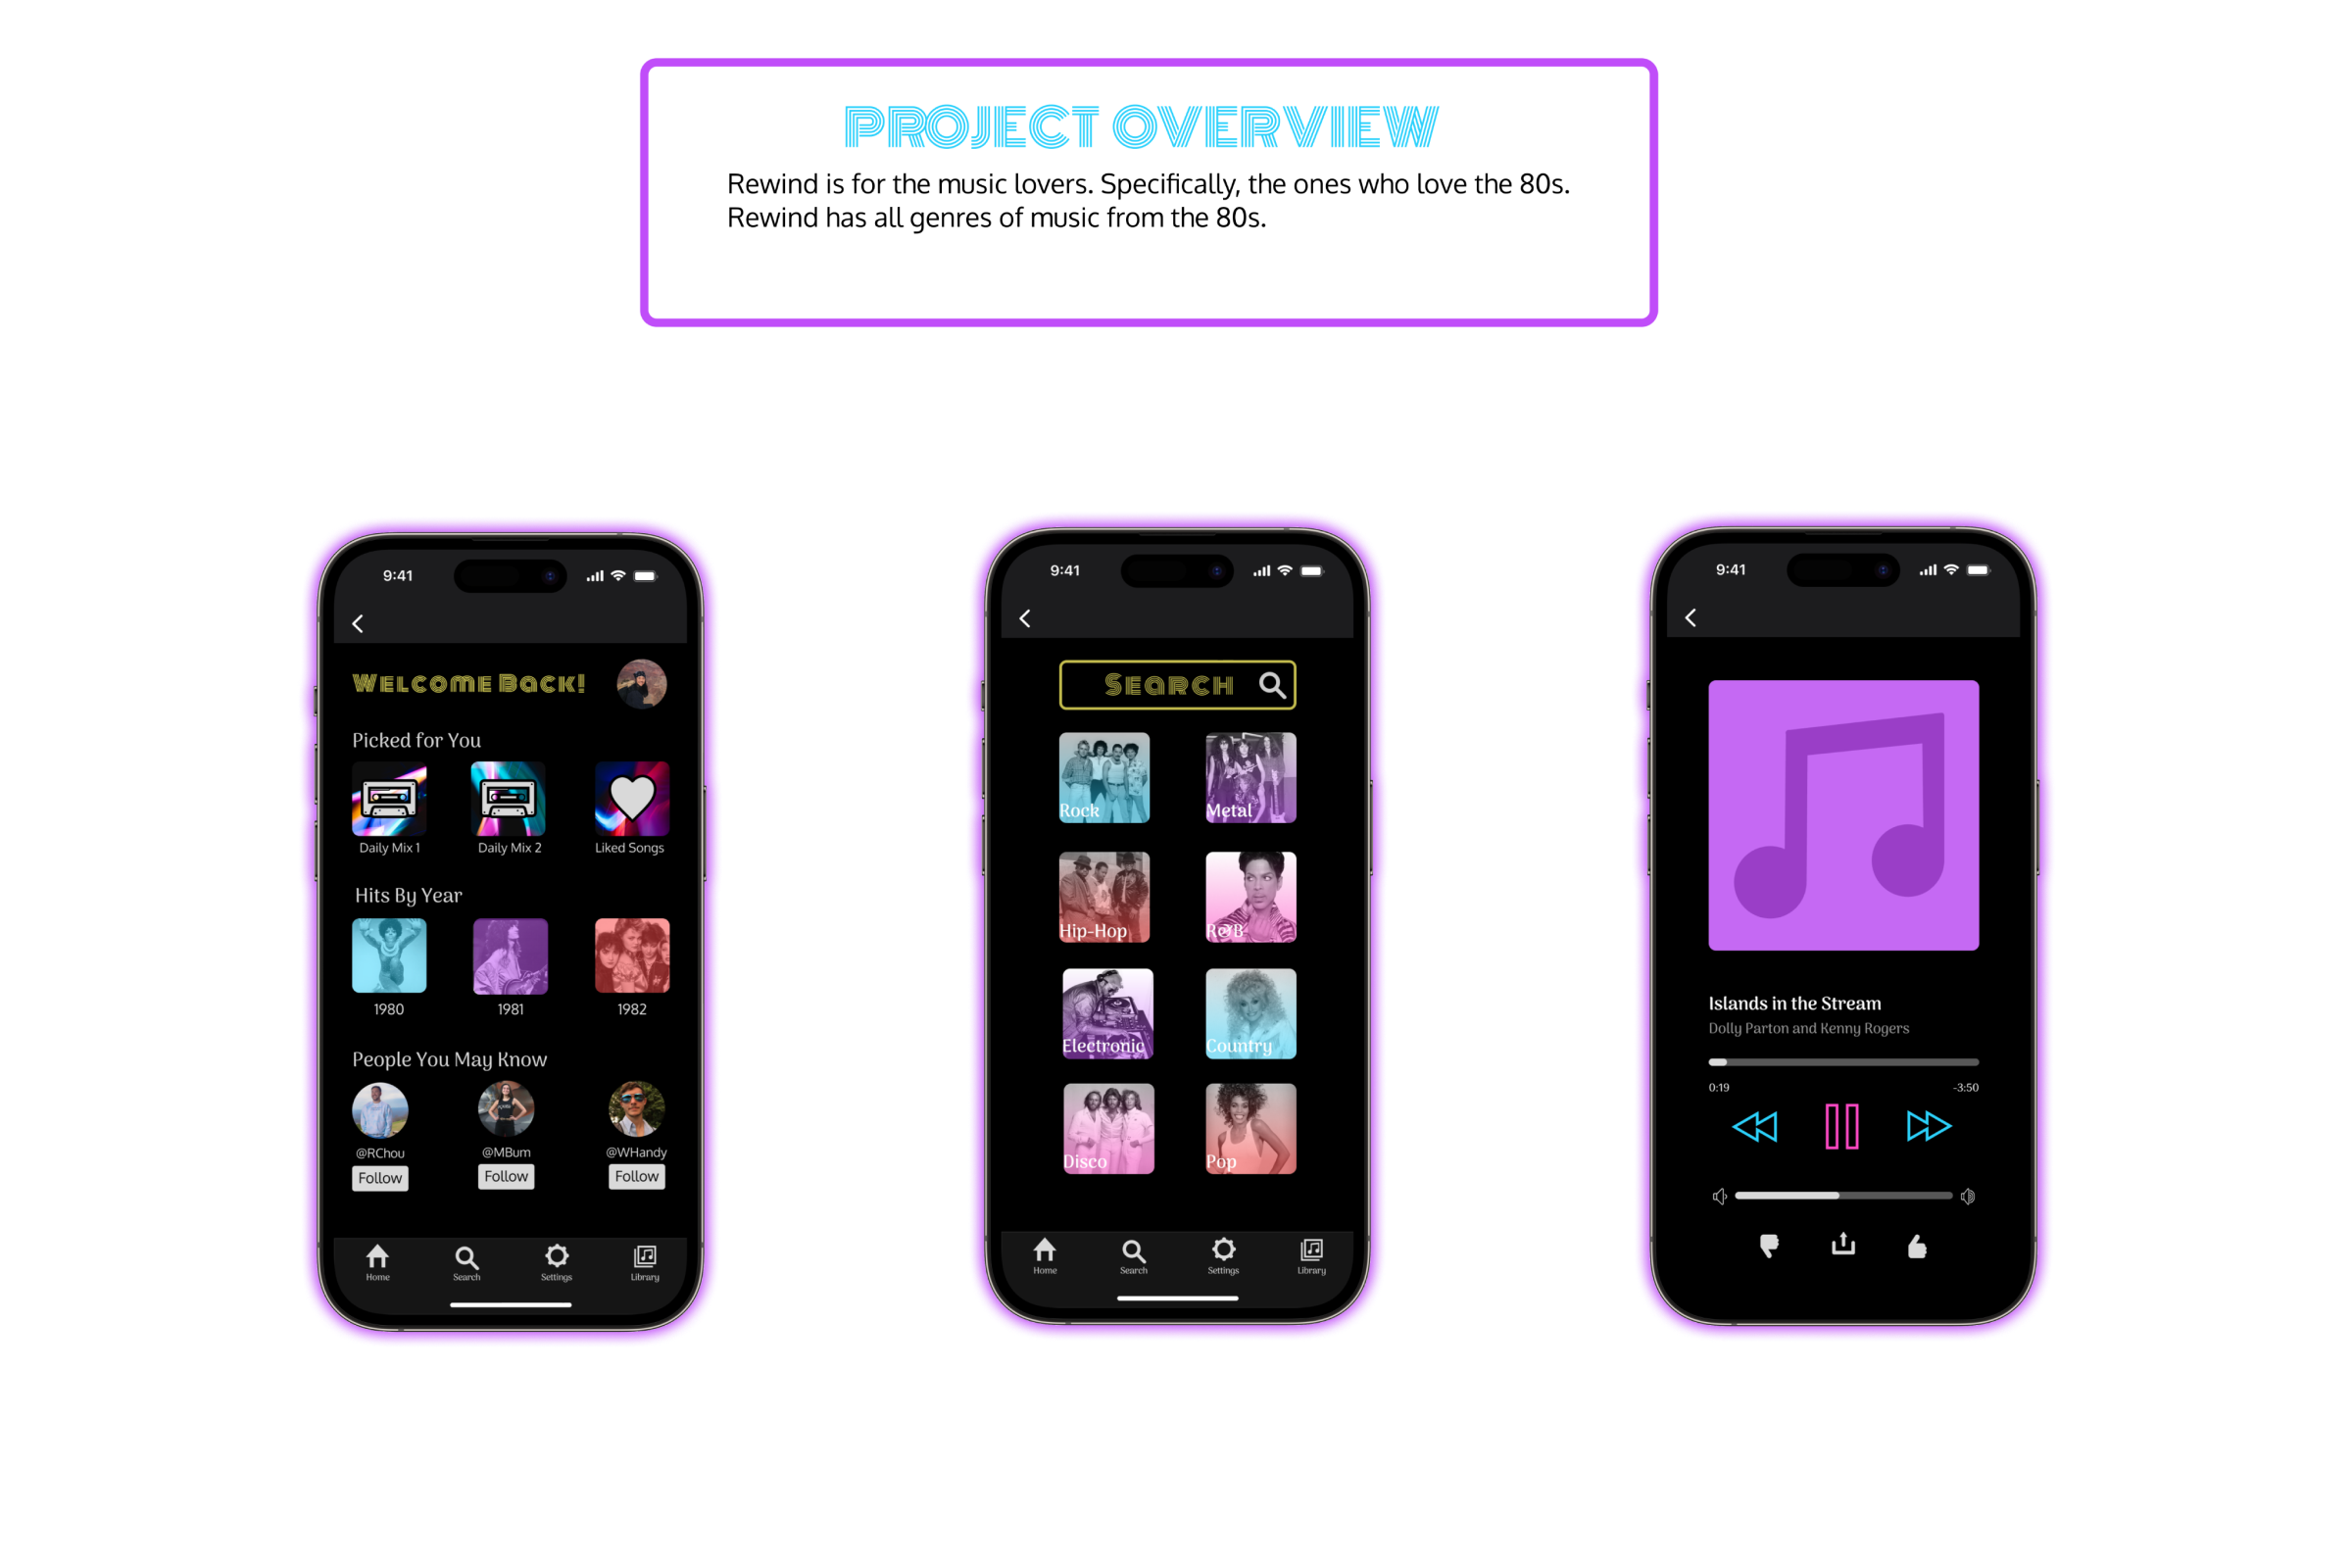 PROJECT OVERVIEW
Rewind is for the music lovers. Specifically, the ones who love the 80s.
Rewind has all genres of music from the 80s.
9:41
Welcome Back!
Picked for You
Daily Mix 1
Daily Mix 2
Liked Songs
Hits By Year
1980
1981
1982
People You May Know
@RChou
@MBum
@WHandy
Follow
Follow
Follow
Home
Search
Settings
Library
9:41
Search
Rock
Metal
Hip-Hop
R&B
Electronic
Country
Disco
Pop
Home
Search
Settings
Library
9:41
Islands in the Stream
Dolly Parton and Kenny Rogers
0:19
-3:50